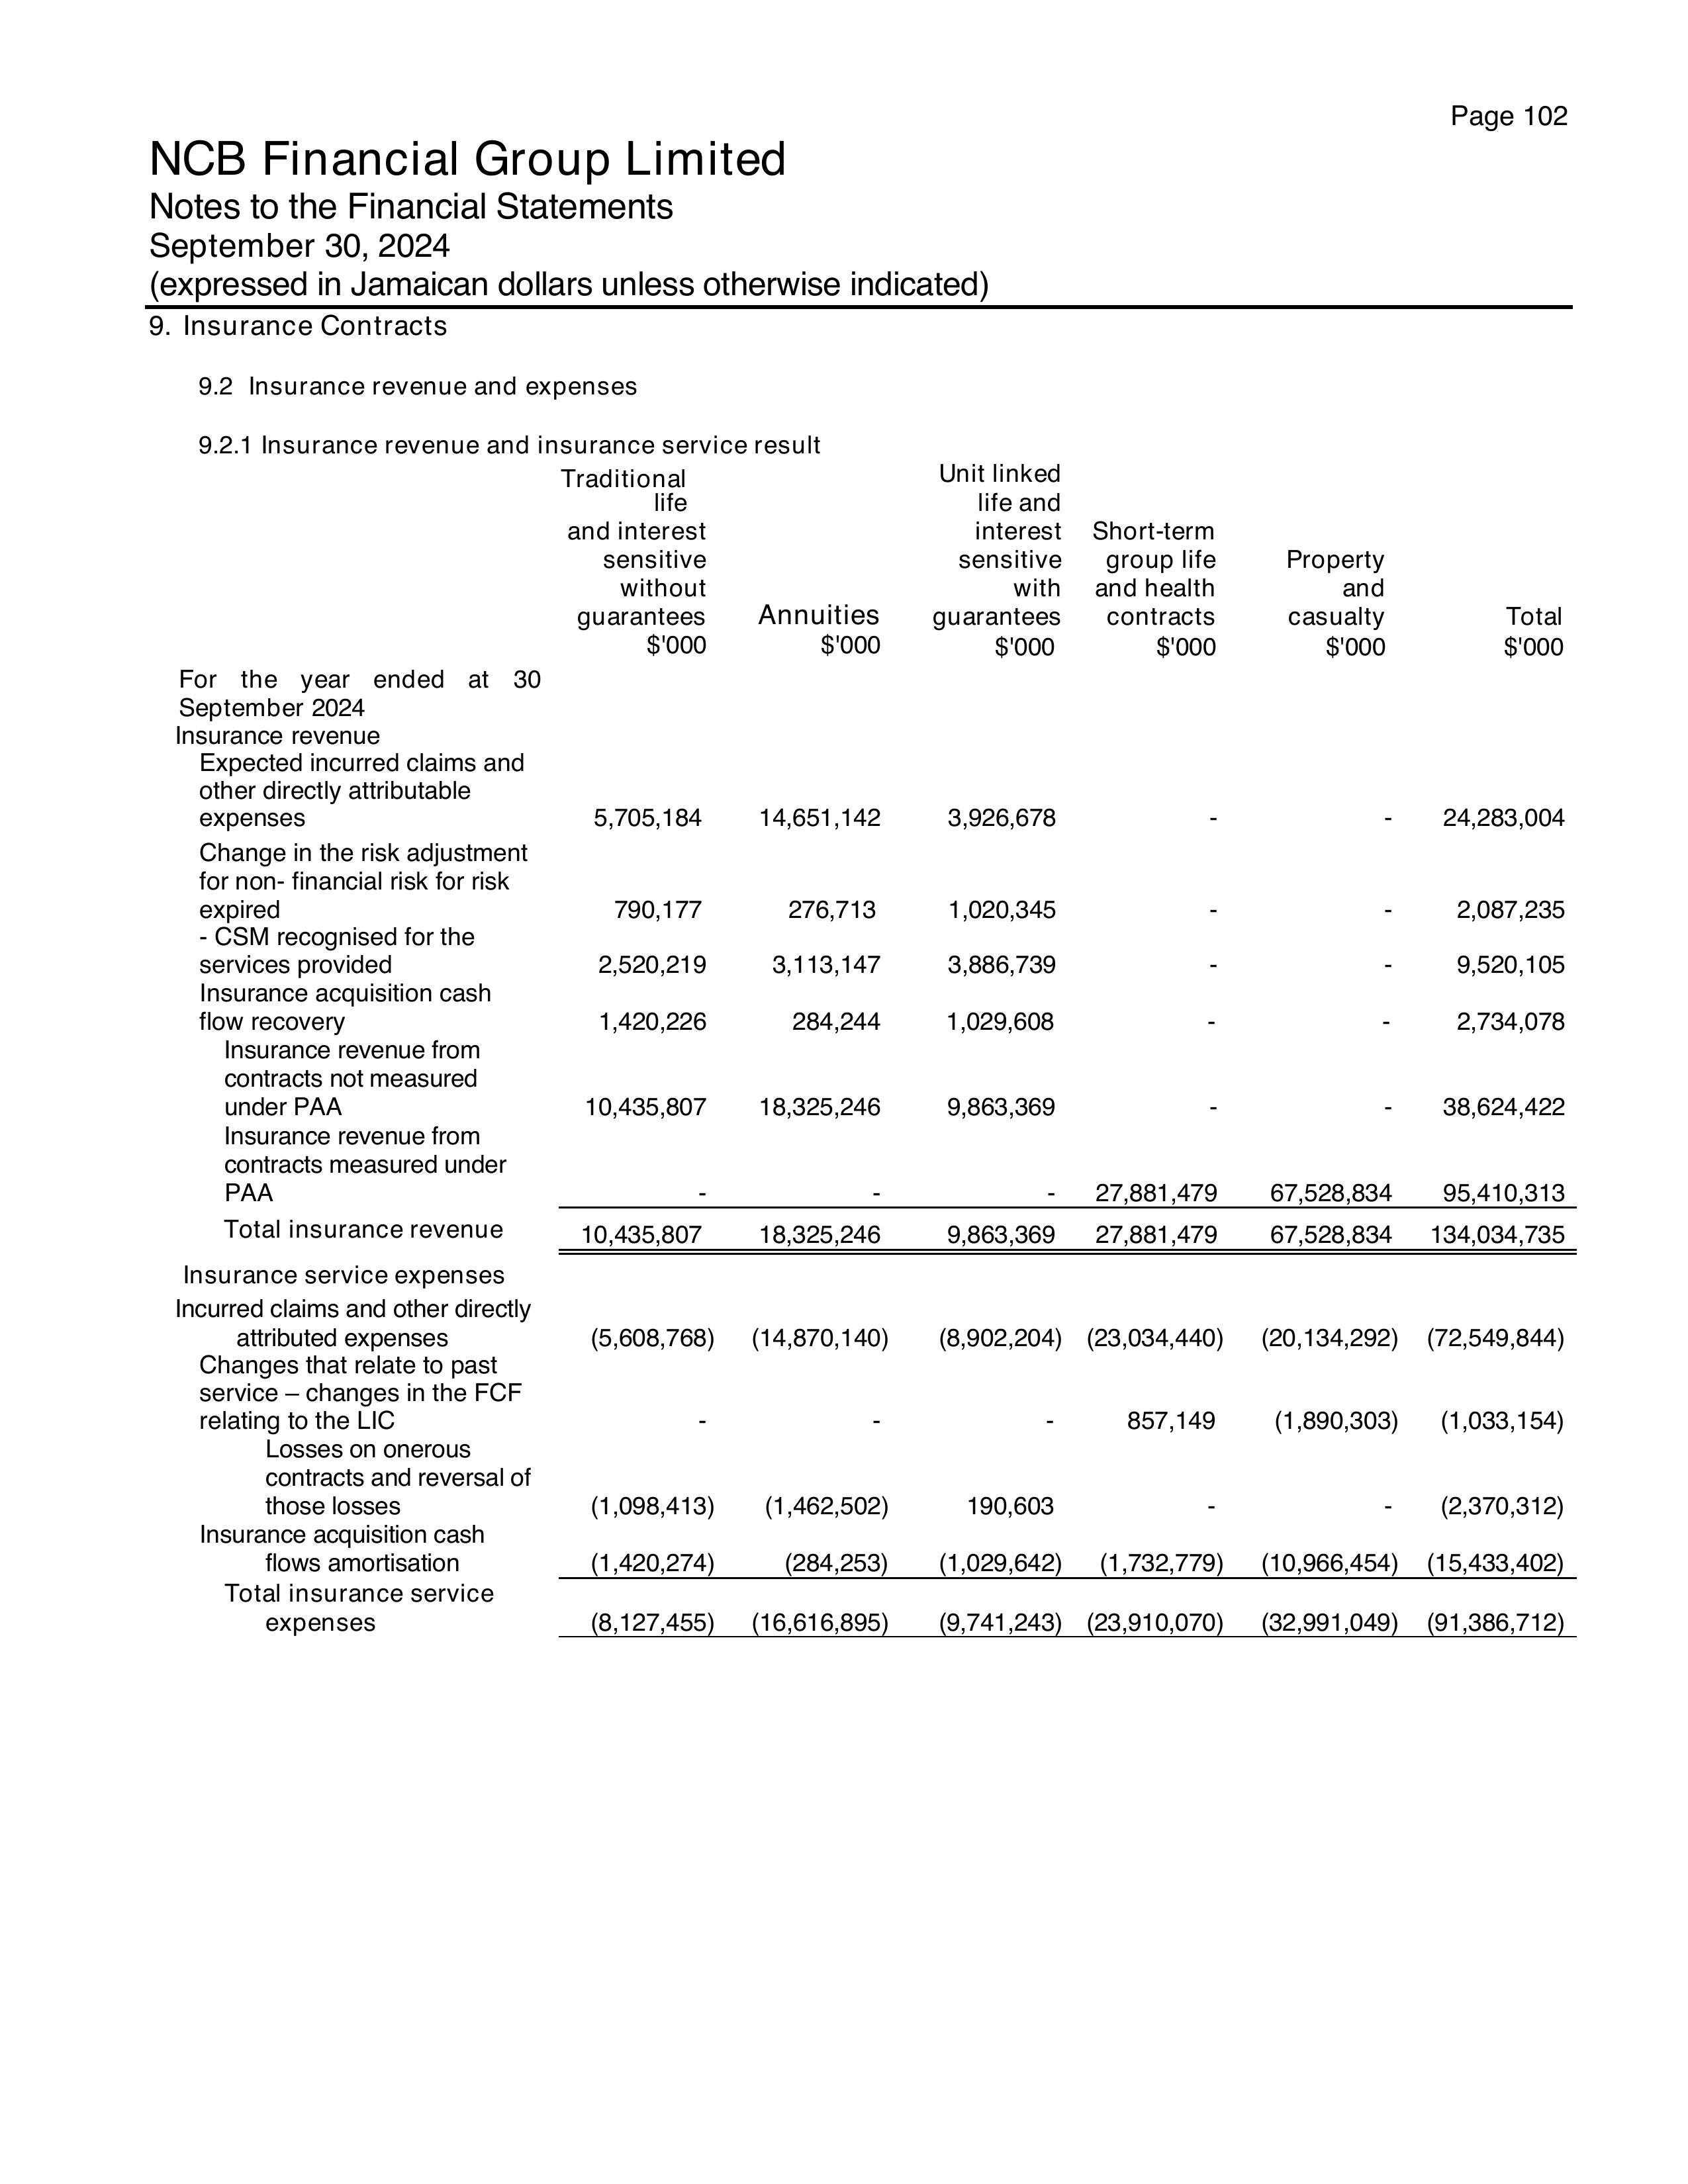 Page 102
NCB Financial Group Limited
Notes to the Financial Statements
September 30, 2024
(expressed in Jamaican dollars unless otherwise indicated)
9. Insurance Contracts
9.2 Insurance revenue and expenses
9.2.1 Insurance revenue and insurance service result
Traditional life and interest sensitive without guarantees $'000
Annuities $'000
Unit linked life and interest sensitive with guarantees $'000
Short-term group life and health contracts $'000
Property and casualty $'000
Total $'000
For the year ended at 30
September 2024
Insurance revenue
Expected incurred claims and
other directly attributable
expenses 5,705,184 14,651,142 3,926,678 - - 24,283,004
Change in the risk adjustment
for non- financial risk for risk
expired 790,177 276,713 1,020,345 - - 2,087,235
- CSM recognised for the
services provided 2,520,219 3,113,147 3,886,739 - - 9,520,105
Insurance acquisition cash
flow recovery 1,420,226 284,244 1,029,608 - - 2,734,078
Insurance revenue from
contracts not measured
under PAA 10,435,807 18,325,246 9,863,369 - - 38,624,422
Insurance revenue from
contracts measured under
PAA - - - 27,881,479 67,528,834 95,410,313
Total insurance revenue 10,435,807 18,325,246 9,863,369 27,881,479 67,528,834 134,034,735
Insurance service expenses
Incurred claims and other directly
attributed expenses (5,608,768) (14,870,140) (8,902,204) (23,034,440) (20,134,292) (72,549,844)
Changes that relate to past
service – changes in the FCF
relating to the LIC - - - 857,149 (1,890,303) (1,033,154)
Losses on onerous
contracts and reversal of
those losses (1,098,413) (1,462,502) 190,603 - - (2,370,312)
Insurance acquisition cash
flows amortisation (1,420,274) (284,253) (1,029,642) (1,732,779) (10,966,454) (15,433,402)
Total insurance service
expenses (8,127,455) (16,616,895) (9,741,243) (23,910,070) (32,991,049) (91,386,712)